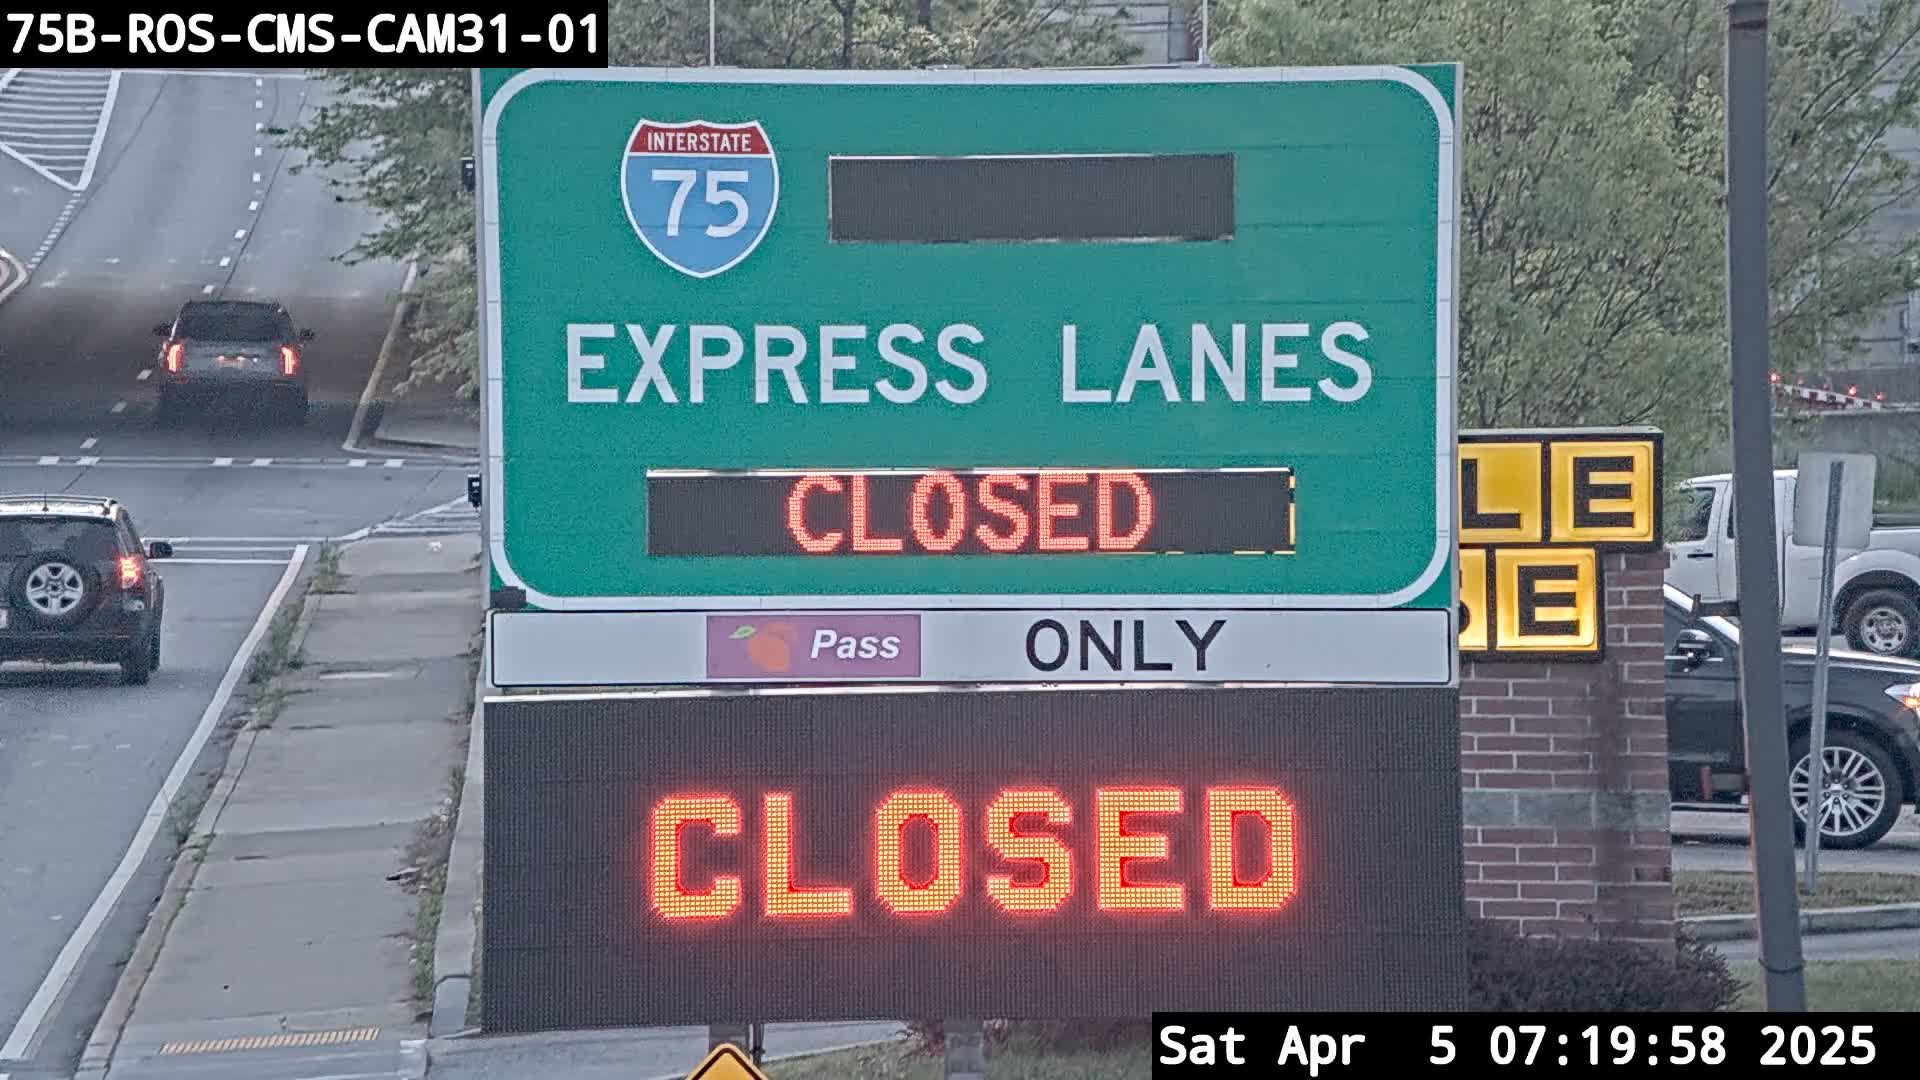 75B-ROS-CMS-CAM31-01
INTERSTATE
75
EXPRESS LANES
CLOSED
Pass ONLY
CLOSED
LE
E
Sat Apr 5 07:19:58 2025